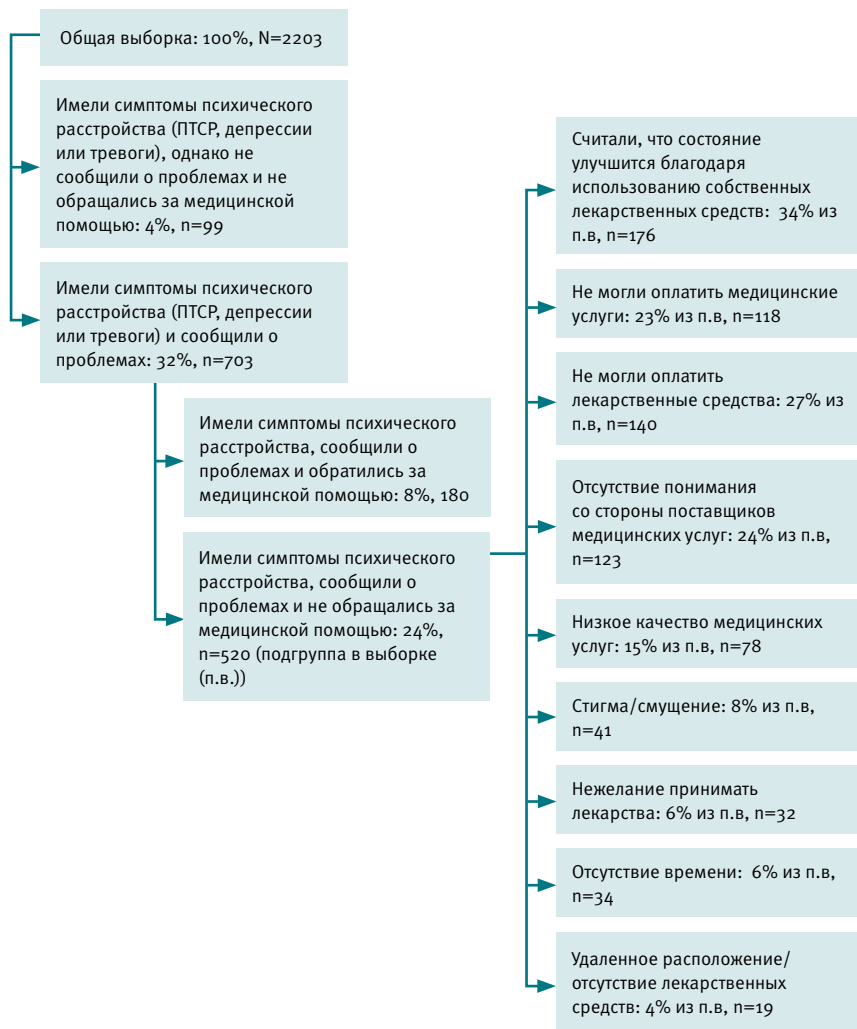 Общая выборка: 100%, N=2203
Имели симптомы психического
расстройства (ПТСР, депрессии
или тревоги), однако не
сообщили о проблемах и не
обращались за медицинской
помощью: 4%, n=99
Имели симптомы психического
расстройства (ПТСР, депрессии
или тревоги) и сообщили о
проблемах: 32%, n=703
Имели симптомы психического
расстройства, сообщили о
проблемах и обратились за
медицинской помощью: 8%, 180
Имели симптомы психического
расстройства, сообщили о
проблемах и не обращались за
медицинской помощью: 24%,
n=520 (подгруппа в выборке
(п.в.))
Считали, что состояние
улучшится благодаря
использованию собственных
лекарственных средств: 34% из
п.в, n=176
Не могли оплатить медицинские
услуги: 23% из п.в, n=118
Не могли оплатить
лекарственные средства: 27% из
п.в, n=140
Отсутствие понимания
со стороны поставщиков
медицинских услуг: 24% из п.в,
n=123
Низкое качество медицинских
услуг: 15% из п.в, n=78
Стигма/смущение: 8% из п.в,
n=41
Нежелание принимать
лекарства: 6% из п.в, n=32
Отсутствие времени: 6% из п.в,
n=34
Удаленное расположение/
отсутствие лекарственных
средств: 4% из п.в, n=19